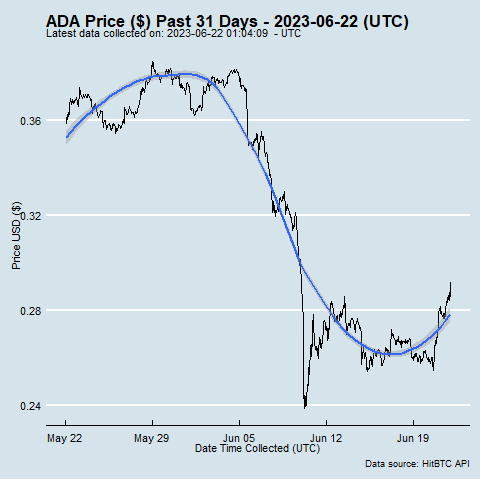 ADA Price ($) Past 31 Days - 2023-06-22 (UTC)
Latest data collected on: 2023-06-22 01:04:09 - UTC
Price USD ($)
0.36
0.32
0.28
0.24
May 22 May 29 Jun 05 Jun 12 Jun 19
Date Time Collected (UTC)
Data source: HitBTC API